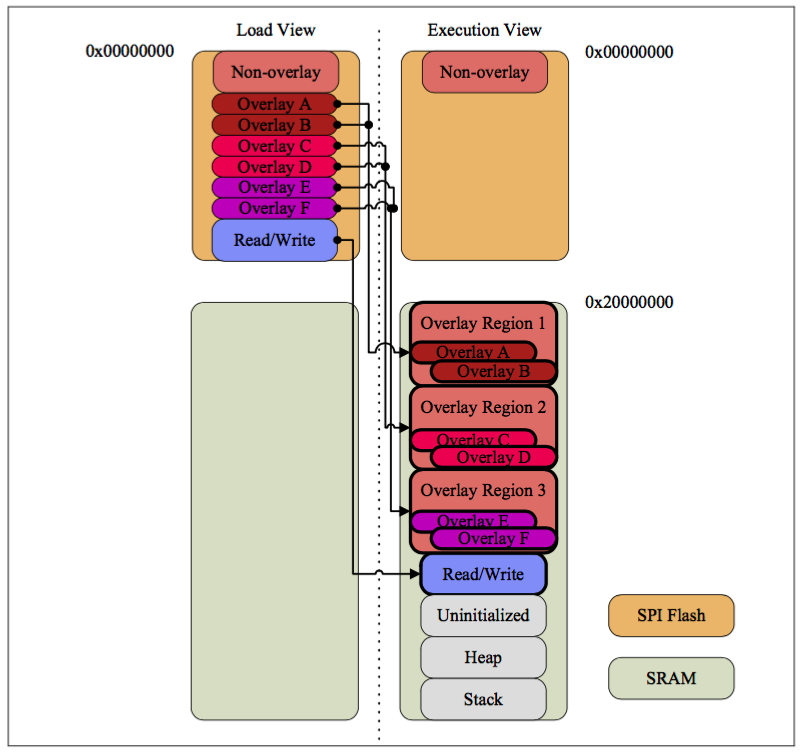 Load View
Execution View
0x00000000
0x00000000
Non-overlay
Non-overlay
Overlay A
Overlay B
Overlay C
Overlay D
Overlay E
Overlay F
Read/Write
0x20000000
Overlay Region 1
Overlay A
Overlay B
Overlay Region 2
Overlay C
Overlay D
Overlay Region 3
Overlay E
Overlay F
Read/Write
Uninitialized
Heap
Stack
SPI Flash
SRAM